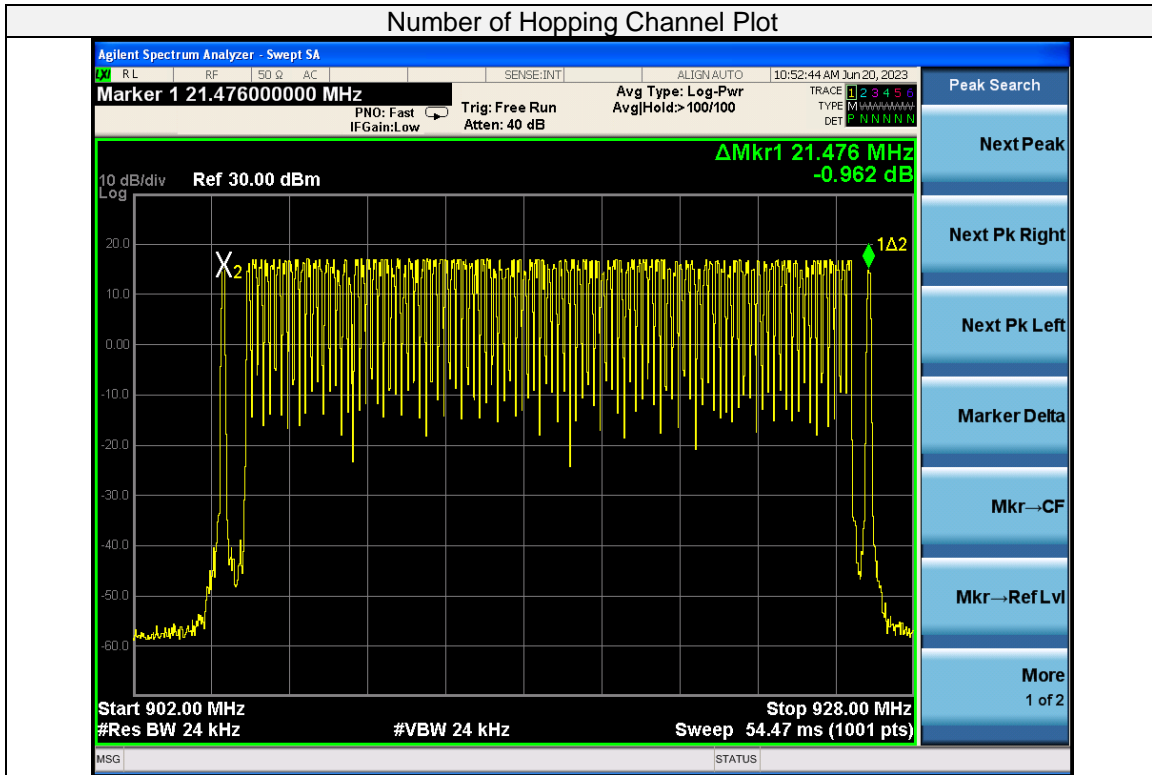 Number of Hopping Channel Plot
Agilent Spectrum Analyzer - Swept SA
LXI RL RF 50 Ω AC SENSE:INT ALIGN AUTO 10:52:44 AM Jun 20, 2023
Marker 1 21.476000000 MHz
PNO: Fast
IFGain:Low
Trig: Free Run
Atten: 40 dB
Avg Type: Log-Pwr
Avg|Hold:>100/100
TRACE 1 2 3 4 5 6
TYPE M
DET P N N N N N
ΔMkr1 21.476 MHz
-0.962 dB
10 dB/div Ref 30.00 dBm
Log
20.0
10.0
0.00
-10.0
-20.0
-30.0
-40.0
-50.0
-60.0
X2
1Δ2
Start 902.00 MHz Stop 928.00 MHz
#Res BW 24 kHz #VBW 24 kHz Sweep 54.47 ms (1001 pts)
MSG STATUS
Peak Search
Next Peak
Next Pk Right
Next Pk Left
Marker Delta
Mkr→CF
Mkr→Ref Lvl
More
1 of 2